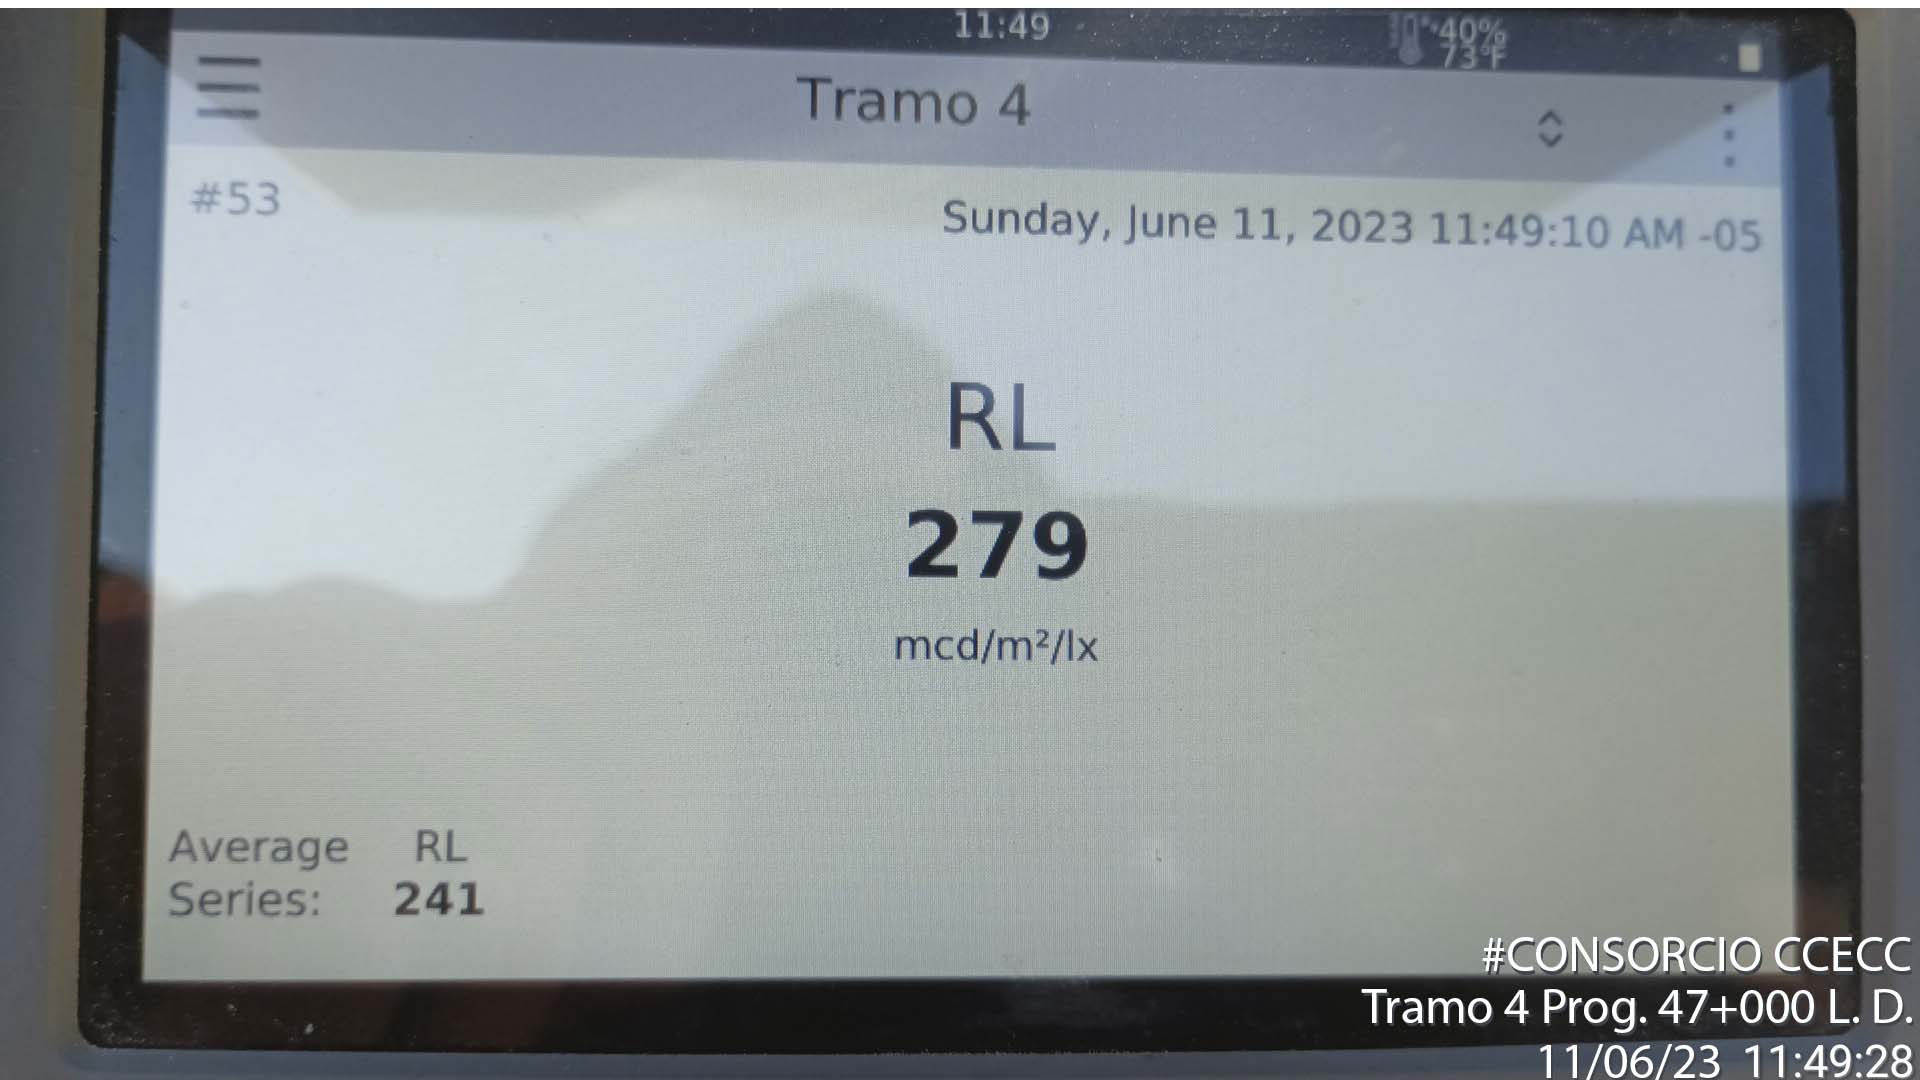 11:49
40%
73°F
Tramo 4
#53
Sunday, June 11, 2023 11:49:10 AM -05
RL
279
mcd/m²/lx
Average RL
Series: 241
#CONSORCIO CCECC
Tramo 4 Prog. 47+000 L. D.
11/06/23 11:49:28